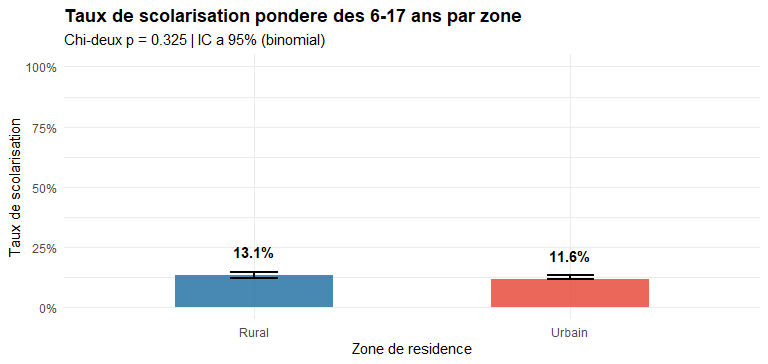 Taux de scolarisation pondere des 6-17 ans par zone
Chi-deux p = 0.325 | IC a 95% (binomial)
Taux de scolarisation
100%
75%
50%
25%
0%
13.1%
11.6%
Rural
Urbain
Zone de residence